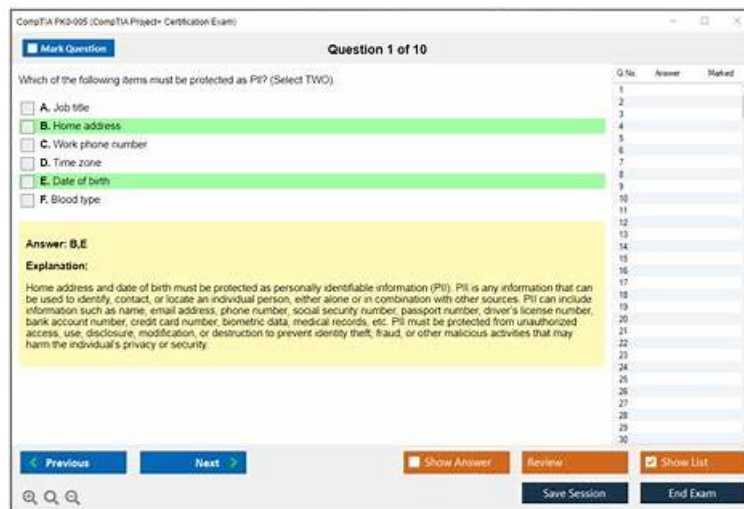 CompTIA PK0-005 (CompTIA Project+ Certification Exam)
Mark Question
Question 1 of 10
Which of the following items must be protected as PII? (Select TWO)
A. Job title
B. Home address
C. Work phone number
D. Time zone
E. Date of birth
F. Blood type
Answer: B,E
Explanation:
Home address and date of birth must be protected as personally identifiable information (PII). PII is any information that can
be used to identify, contact, or locate an individual person, either alone or in combination with other sources. PII can include
information such as name, email address, phone number, social security number, passport number, driver's license number,
bank account number, credit card number, biometric data, medical records, etc. PII must be protected from unauthorized
access, use, disclosure, modification, or destruction to prevent identity theft, fraud, or other malicious activities that may
harm the individual's privacy or security.
Q.No. Answer Marked
1
2
3
4
5
6
7
8
9
10
11
12
13
14
15
16
17
18
19
20
21
22
23
24
25
26
27
28
29
30
Previous
Next
Show Answer
Review
Show List
Save Session
End Exam